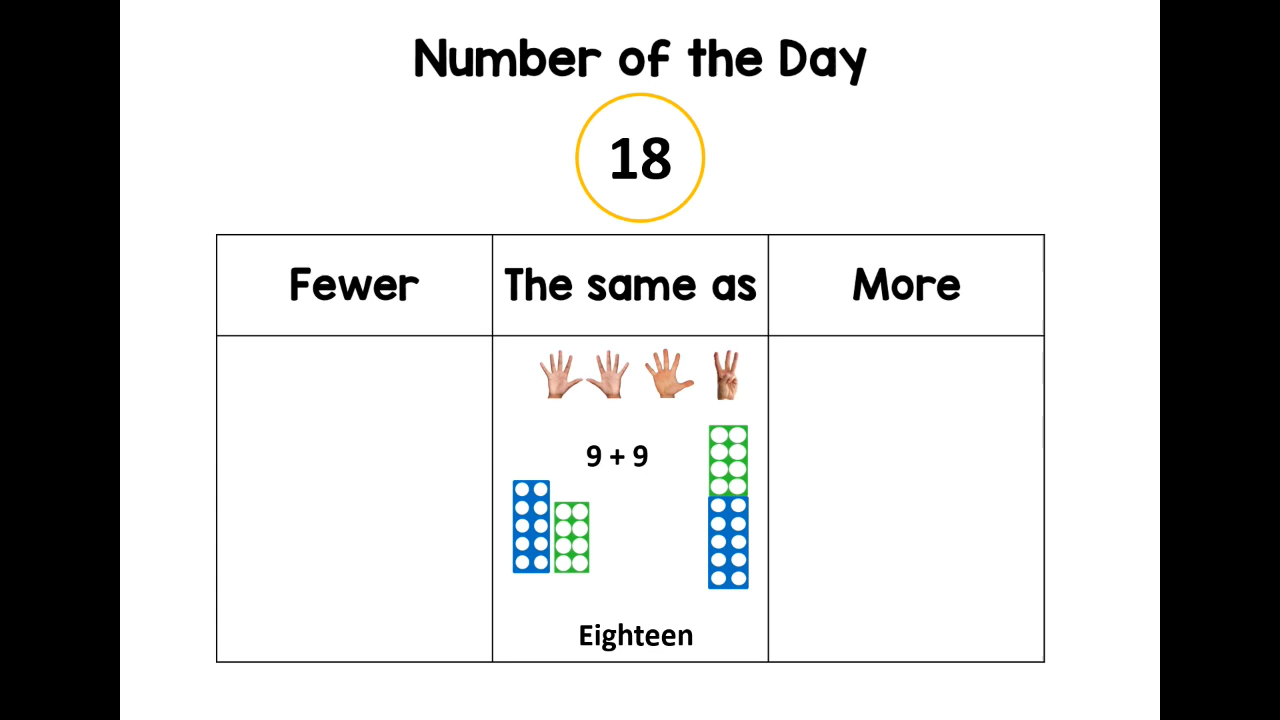 Number of the Day
18
Fewer
The same as
More
9 + 9
Eighteen